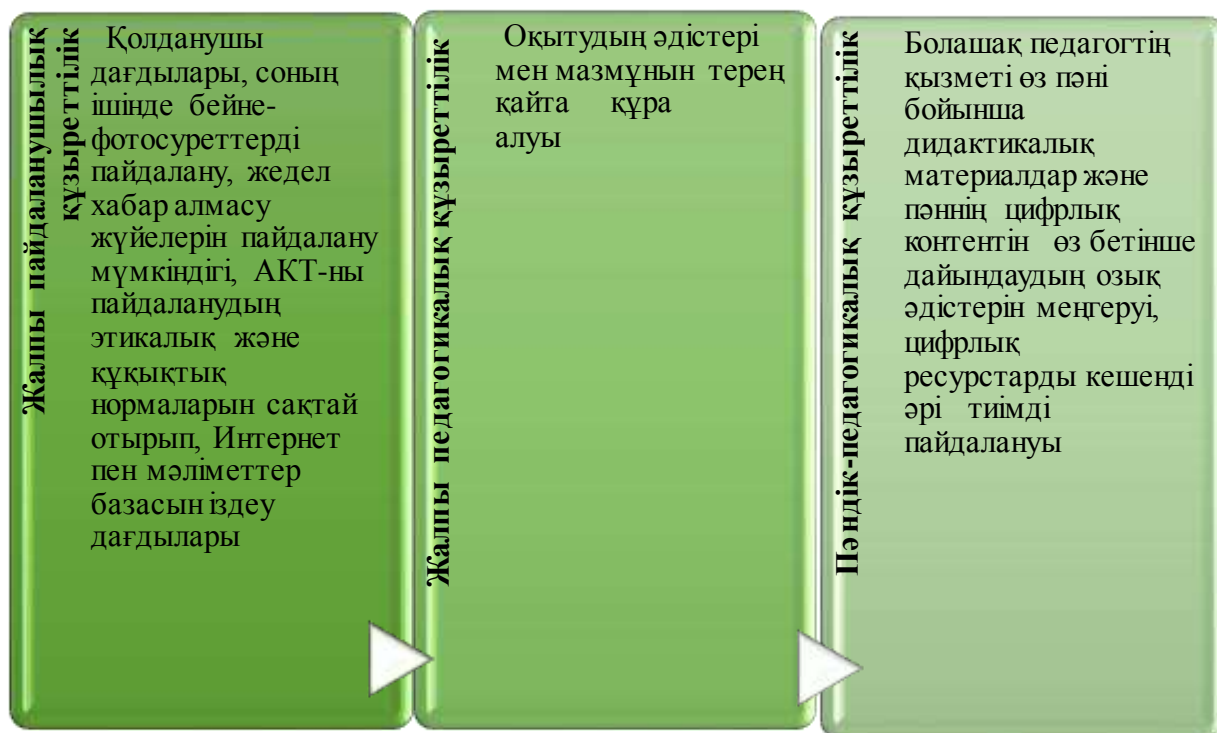 Жалпы пайдаланушылық
құзыреттілік
Қолданушы
дағдылары, соның
ішінде бейне-
фотосуреттерді
пайдалану, жедел
хабар алмасу
жүйелерін пайдалану
мүмкіндігі, АКТ-ны
пайдаланудың
этикалық және
құқықтық
нормаларын сақтай
отырып, Интернет
пен мәліметтер
базасын іздеу
дағдылары
Жалпы педагогикалық құзыреттілік
Оқытудың әдістері
мен мазмұнын терең
қайта құра
алуы
Пәндік-педагогикалық құзыреттілік
Болашақ педагогтің
қызметі өз пәні
бойынша
дидактикалық
материалдар және
пәннің цифрлық
контентін өз бетінше
дайындаудың озық
әдістерін меңгеруі,
цифрлық
ресурстарды кешенді
әрі тиімді
пайдалануы